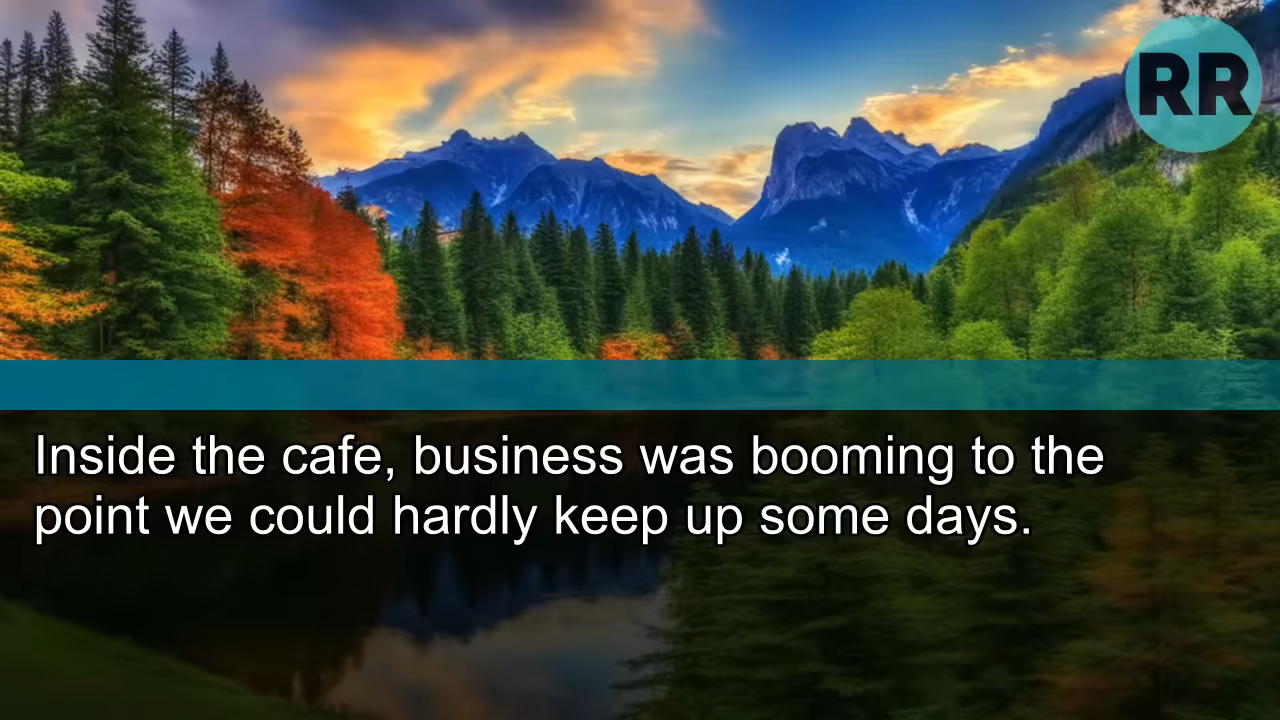 RR
Inside the cafe, business was booming to the
point we could hardly keep up some days.